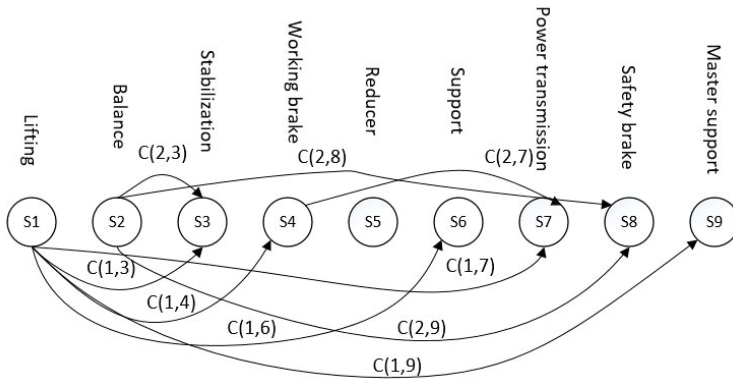 Lifting
Balance
Stabilization
Working brake
Reducer
Support
Power transmission
Safety brake
Master support
C(2,3)
C(2,8)
C(2,7)
S1
S2
S3
S4
S5
S6
S7
S8
S9
C(1,3)
C(1,7)
C(1,4)
C(1,6)
C(2,9)
C(1,9)